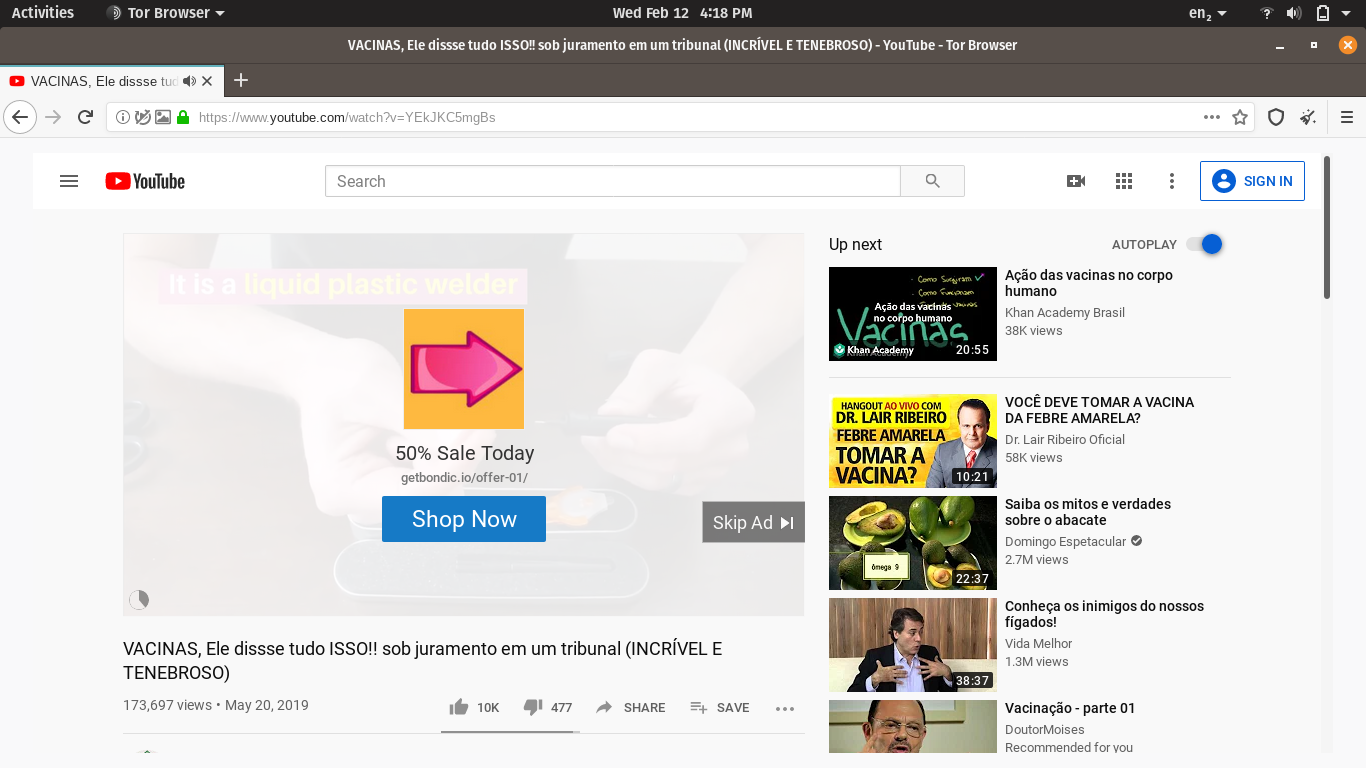 Activities
Tor Browser
Wed Feb 12 4:18 PM
en2
VACINAS, Ele dissse tudo ISSO!! sob juramento em um tribunal (INCRÍVEL E TENEBROSO) - YouTube - Tor Browser
VACINAS, Ele dissse tud
https://www.youtube.com/watch?v=YEkJKC5mgBs
YouTube
Search
SIGN IN
It is a liquid plastic welder
50% Sale Today
getbondic.io/offer-01/
Shop Now
Skip Ad
VACINAS, Ele dissse tudo ISSO!! sob juramento em um tribunal (INCRÍVEL E
TENEBROSO)
173,697 views • May 20, 2019
10K
477
SHARE
SAVE
Up next
AUTOPLAY
Como Surgiram
Como Funcionam
Ação das vacinas
no corpo humano
Vacinas
Khan Academy
20:55
Ação das vacinas no corpo
humano
Khan Academy Brasil
38K views
HANGOUT AO VIVO COM
DR. LAIR RIBEIRO
FEBRE AMARELA
TOMAR A
VACINA?
10:21
VOCÊ DEVE TOMAR A VACINA
DA FEBRE AMARELA?
Dr. Lair Ribeiro Oficial
58K views
ômega 9
22:37
Saiba os mitos e verdades
sobre o abacate
Domingo Espetacular
2.7M views
38:37
Conheça os inimigos do nossos
fígados!
Vida Melhor
1.3M views
Vacinação - parte 01
DoutorMoises
Recommended for you